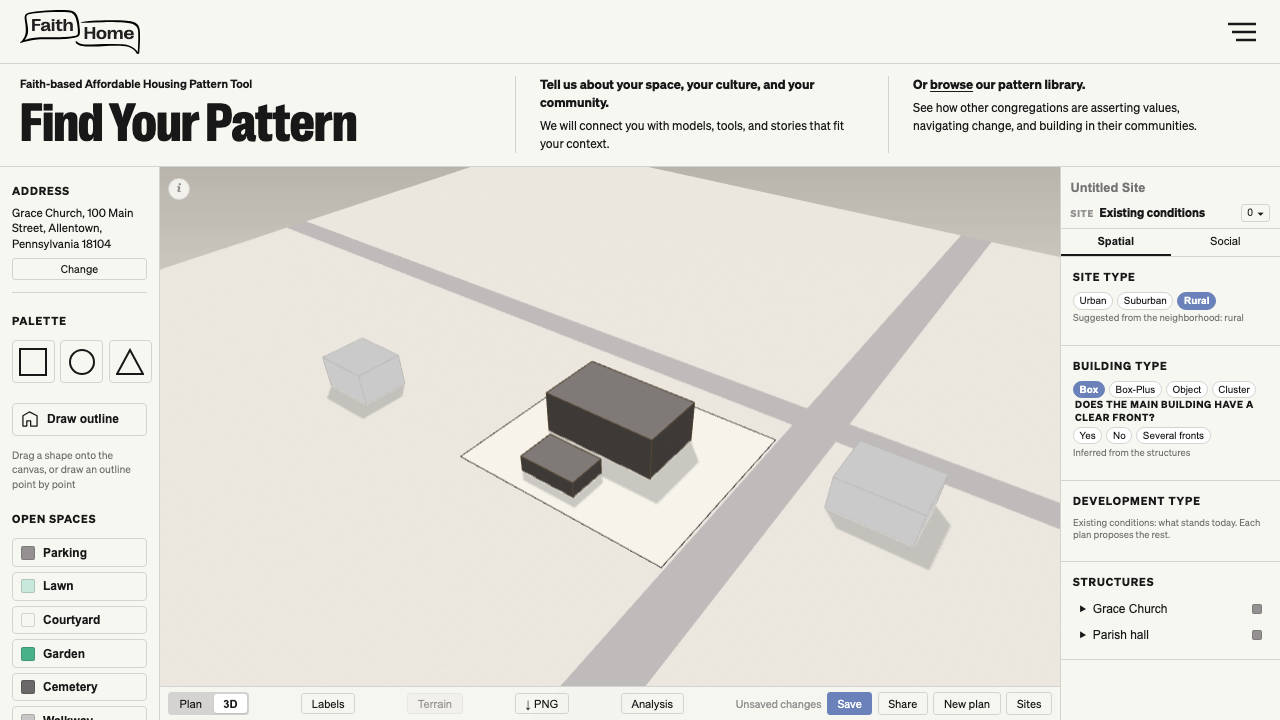 Faith
Home
Faith-based Affordable Housing Pattern Tool
Find Your Pattern
Tell us about your space, your culture, and your
community.
We will connect you with models, tools, and stories that fit
your context.
Or browse our pattern library.
See how other congregations are asserting values,
navigating change, and building in their communities.
ADDRESS
Grace Church, 100 Main
Street, Allentown,
Pennsylvania 18104
Change
PALETTE
Draw outline
Drag a shape onto the
canvas, or draw an outline
point by point
OPEN SPACES
Parking
Lawn
Courtyard
Garden
Cemetery
Walkway
i
Plan
3D
Labels
Terrain
↓ PNG
Analysis
Unsaved changes
Save
Share
New plan
Sites
Untitled Site
SITE Existing conditions
0
Spatial
Social
SITE TYPE
Urban
Suburban
Rural
Suggested from the neighborhood: rural
BUILDING TYPE
Box
Box-Plus
Object
Cluster
DOES THE MAIN BUILDING HAVE A
CLEAR FRONT?
Yes
No
Several fronts
Inferred from the structures
DEVELOPMENT TYPE
Existing conditions: what stands today. Each
plan proposes the rest.
STRUCTURES
Grace Church
Parish hall